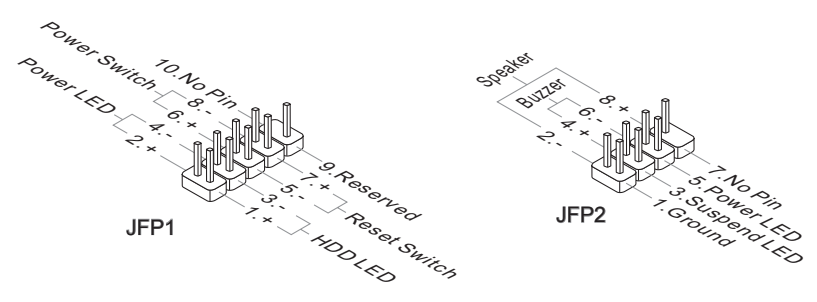 Power Switch
Power LED
10.No Pin
8.-
6.+
4.-
2.+
9.Reserved
7.+
5.-
3.-
1.+
Reset Switch
HDD LED
JFP1
Speaker
Buzzer
8.+
6.-
4.+
2.-
7.No Pin
5.Power LED
3.Suspend LED
1.Ground
JFP2